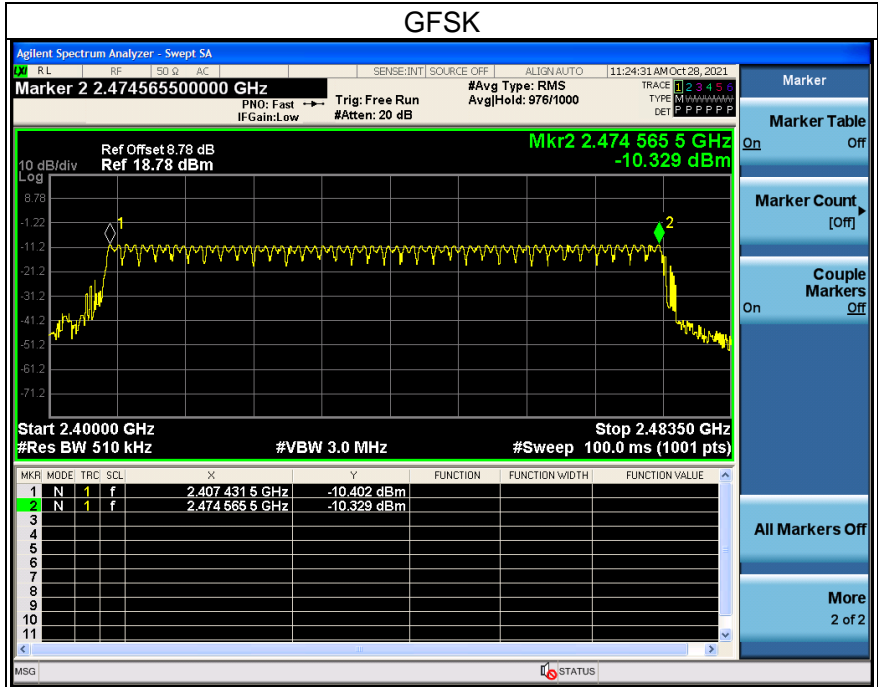 GFSK
Agilent Spectrum Analyzer - Swept SA
LXI RL RF 50 Ω AC SENSE:INT SOURCE OFF ALIGN AUTO 11:24:31 AM Oct 28, 2021
Marker 2 2.474565500000 GHz
PNO: Fast
IFGain:Low
Trig: Free Run
#Atten: 20 dB
#Avg Type: RMS
Avg|Hold: 976/1000
TRACE 1 2 3 4 5 6
TYPE M WWWWW
DET P P P P P P
Mkr2 2.474 565 5 GHz
-10.329 dBm
Ref Offset 8.78 dB
10 dB/div Ref 18.78 dBm
Log
8.78
-1.22
-11.2
-21.2
-31.2
-41.2
-51.2
-61.2
-71.2
1
2
Start 2.40000 GHz Stop 2.48350 GHz
#Res BW 510 kHz #VBW 3.0 MHz #Sweep 100.0 ms (1001 pts)
MKR MODE TRC SCL X Y FUNCTION FUNCTION WIDTH FUNCTION VALUE
1 N 1 f 2.407 431 5 GHz -10.402 dBm
2 N 1 f 2.474 565 5 GHz -10.329 dBm
3
4
5
6
7
8
9
10
11
MSG STATUS
Marker
Marker Table
On Off
Marker Count
[Off]
Couple
Markers
On Off
All Markers Off
More
2 of 2